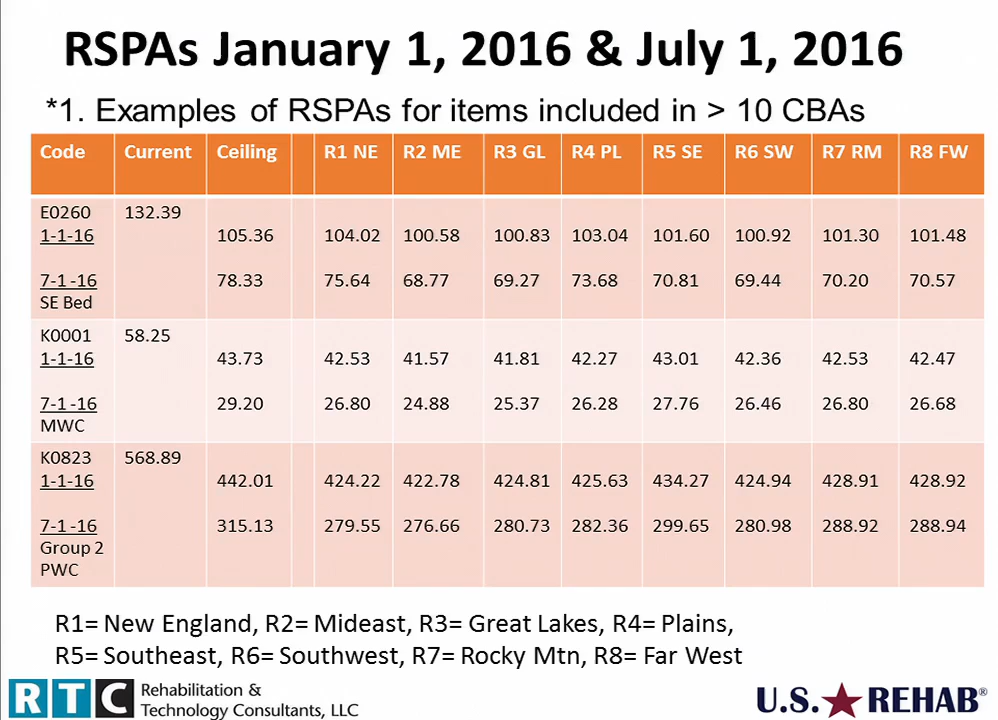 RSPAs January 1, 2016 & July 1, 2016
*1. Examples of RSPAs for items included in > 10 CBAs
Code Current Ceiling R1 NE R2 ME R3 GL R4 PL R5 SE R6 SW R7 RM R8 FW
E0260 132.39
1-1-16 105.36 104.02 100.58 100.83 103.04 101.60 100.92 101.30 101.48
7-1 -16 78.33 75.64 68.77 69.27 73.68 70.81 69.44 70.20 70.57
SE Bed
K0001 58.25
1-1-16 43.73 42.53 41.57 41.81 42.27 43.01 42.36 42.53 42.47
7-1 -16 29.20 26.80 24.88 25.37 26.28 27.76 26.46 26.80 26.68
MWC
K0823 568.89
1-1-16 442.01 424.22 422.78 424.81 425.63 434.27 424.94 428.91 428.92
7-1 -16 315.13 279.55 276.66 280.73 282.36 299.65 280.98 288.92 288.94
Group 2
PWC
R1= New England, R2= Mideast, R3= Great Lakes, R4= Plains,
R5= Southeast, R6= Southwest, R7= Rocky Mtn, R8= Far West
RTC Rehabilitation &
Technology Consultants, LLC
U.S. REHAB®